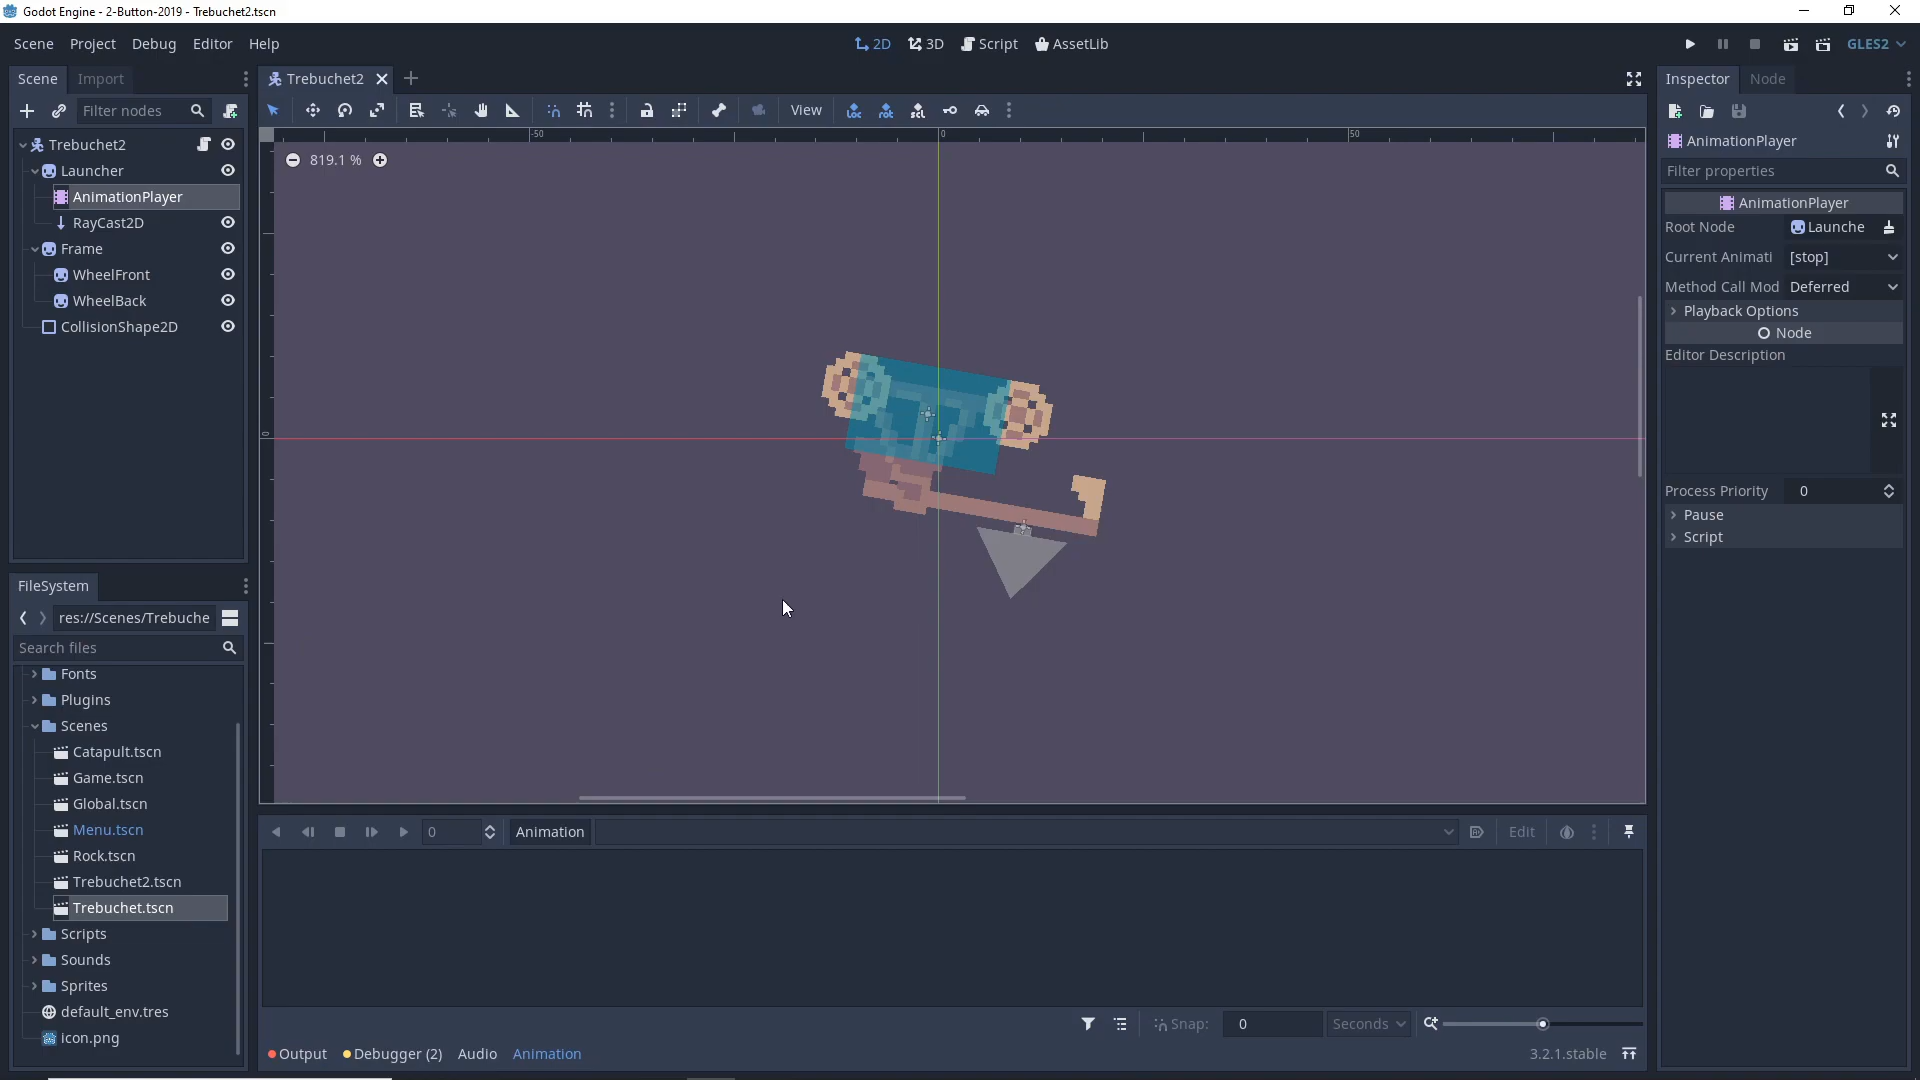 Godot Engine - 2-Button-2019 - Trebuchet2.tscn
Scene Project Debug Editor Help
2D 3D Script AssetLib
GLES2
Scene Import
Trebuchet2
Inspector Node
Filter nodes
View
Trebuchet2
Launcher
AnimationPlayer
RayCast2D
Frame
WheelFront
WheelBack
CollisionShape2D
-50 0 50
819.1 %
0
AnimationPlayer
Filter properties
AnimationPlayer
Root Node Launche
Current Animati [stop]
Method Call Mod Deferred
Playback Options
Node
Editor Description
Process Priority 0
Pause
Script
FileSystem
res://Scenes/Trebuche
Search files
Fonts
Plugins
Scenes
Catapult.tscn
Game.tscn
Global.tscn
Menu.tscn
Rock.tscn
Trebuchet2.tscn
Trebuchet.tscn
Scripts
Sounds
Sprites
default_env.tres
icon.png
0 Animation Edit
Snap: 0 Seconds
Output Debugger (2) Audio Animation 3.2.1.stable